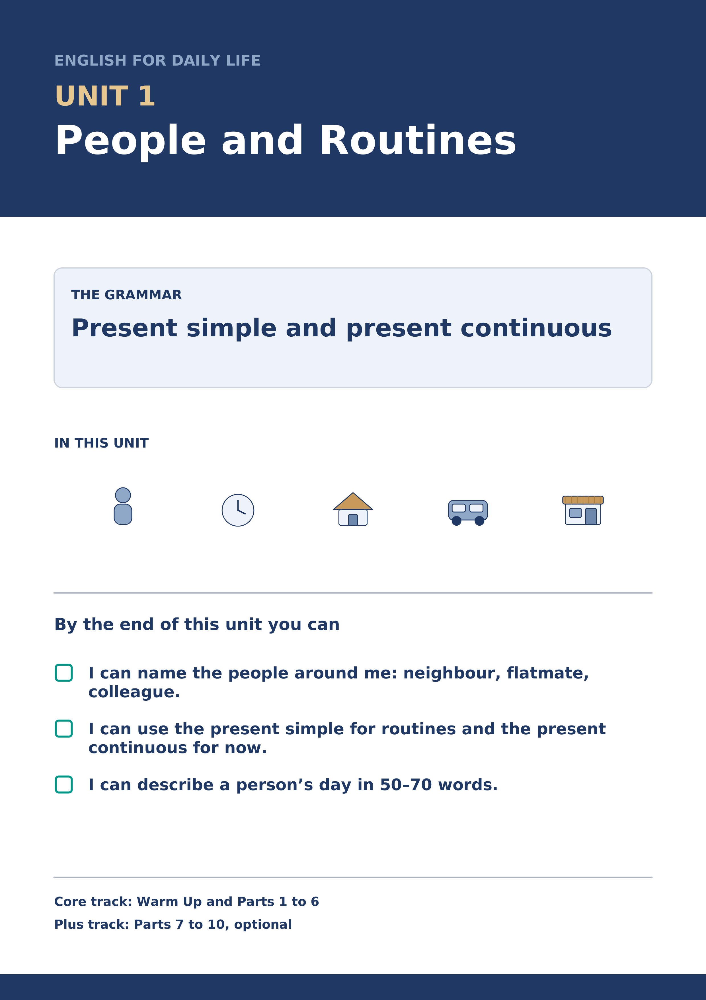 ENGLISH FOR DAILY LIFE
UNIT 1
People and Routines
THE GRAMMAR
Present simple and present continuous
IN THIS UNIT
By the end of this unit you can
I can name the people around me: neighbour, flatmate,
colleague.
I can use the present simple for routines and the present
continuous for now.
I can describe a person’s day in 50–70 words.
Core track: Warm Up and Parts 1 to 6
Plus track: Parts 7 to 10, optional